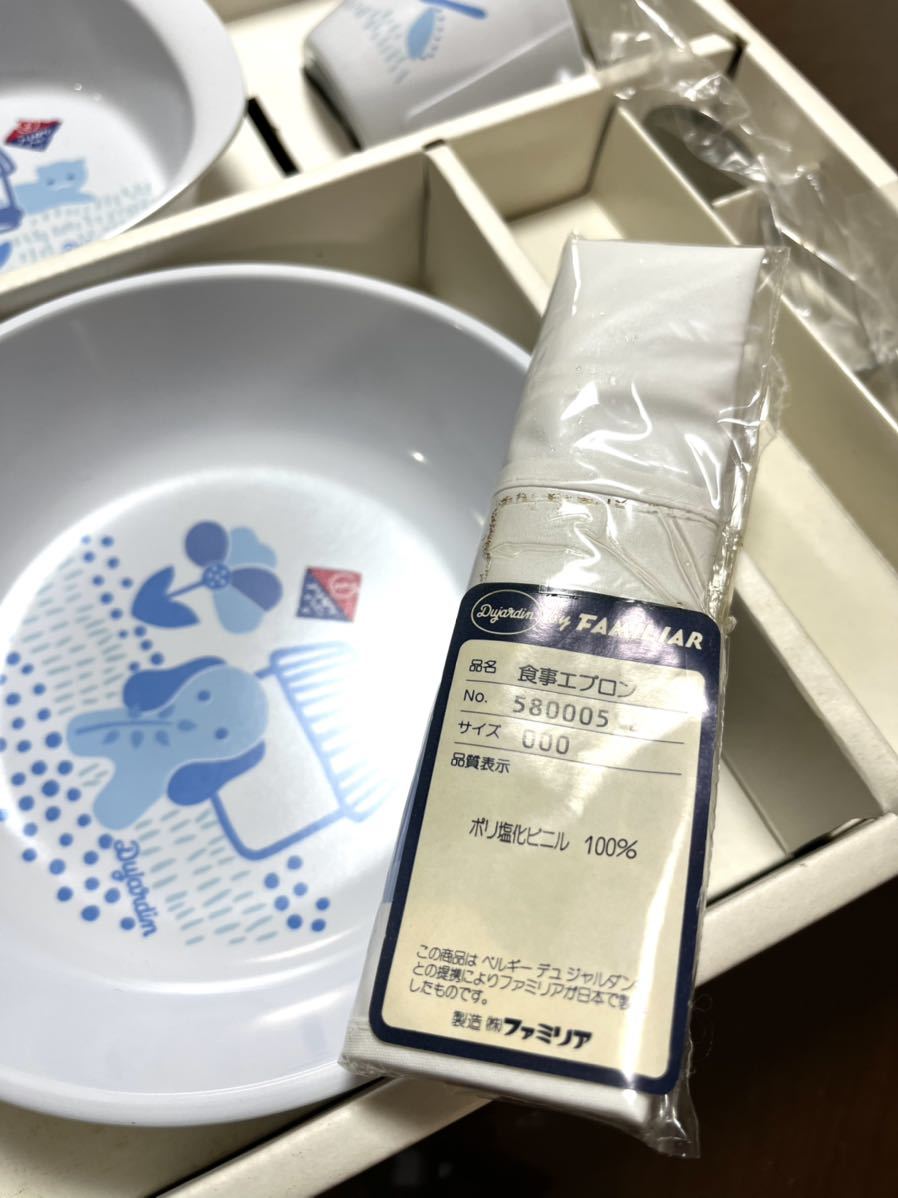 Dujardin by FAMILIAR
品名 食事エプロン
No. 580005
サイズ 000
品質表示
ポリ塩化ビニル 100%
この商品は ベルギー デュ ジャルダン
との提携によりファミリアが日本で製
したものです。
製造 ㈱ファミリア
Dujardin